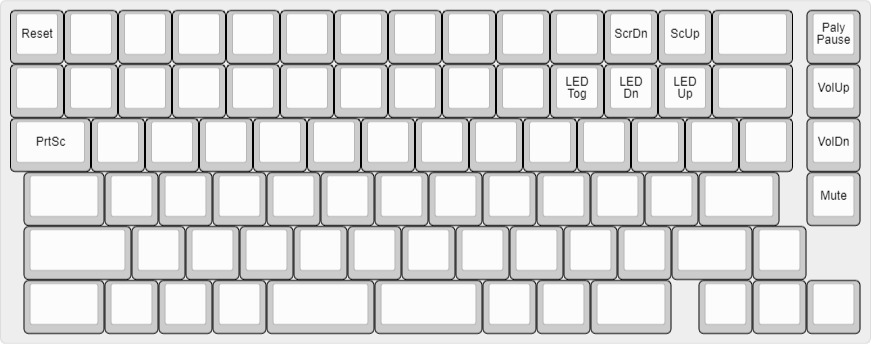 Reset
ScrDn
ScUp
Paly
Pause
LED
Tog
LED
Dn
LED
Up
VolUp
PrtSc
VolDn
Mute